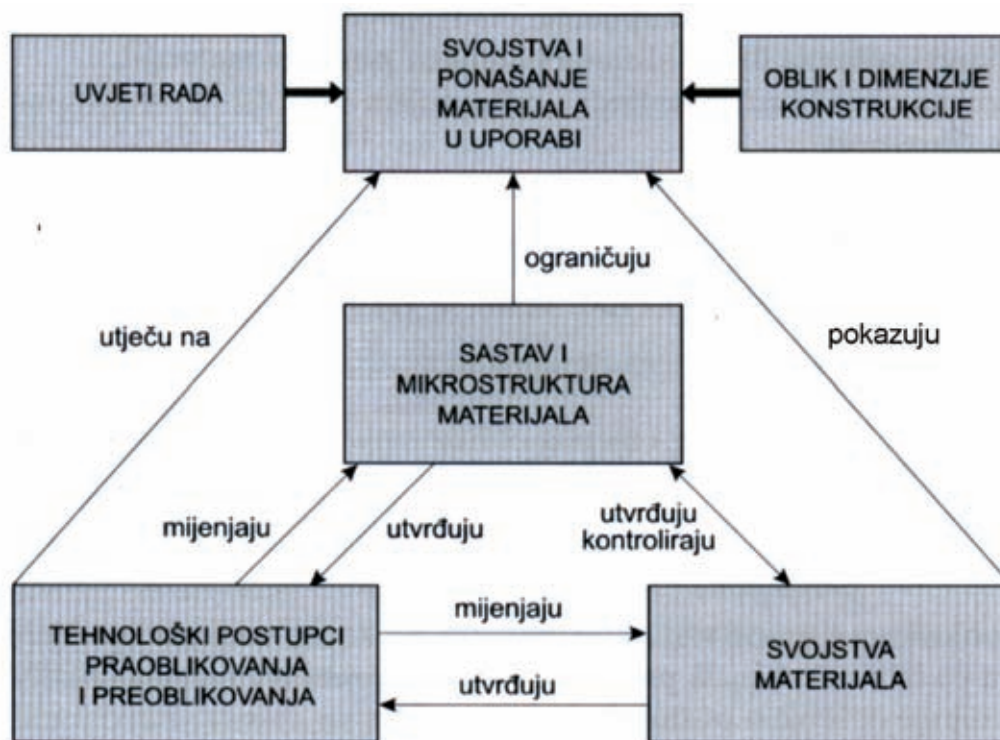 UVJETI RADA
SVOJSTVA I
PONAŠANJE
MATERIJALA
U UPORABI
OBLIK I DIMENZIJE
KONSTRUKCIJE
ograničuju
utječu na
pokazuju
SASTAV I
MIKROSTRUKTURA
MATERIJALA
mijenjaju
utvrđuju
utvrđuju
kontroliraju
TEHNOLOŠKI POSTUPCI
PRAOBLIKOVANJA
I PREOBLIKOVANJA
mijenjaju
utvrđuju
SVOJSTVA
MATERIJALA